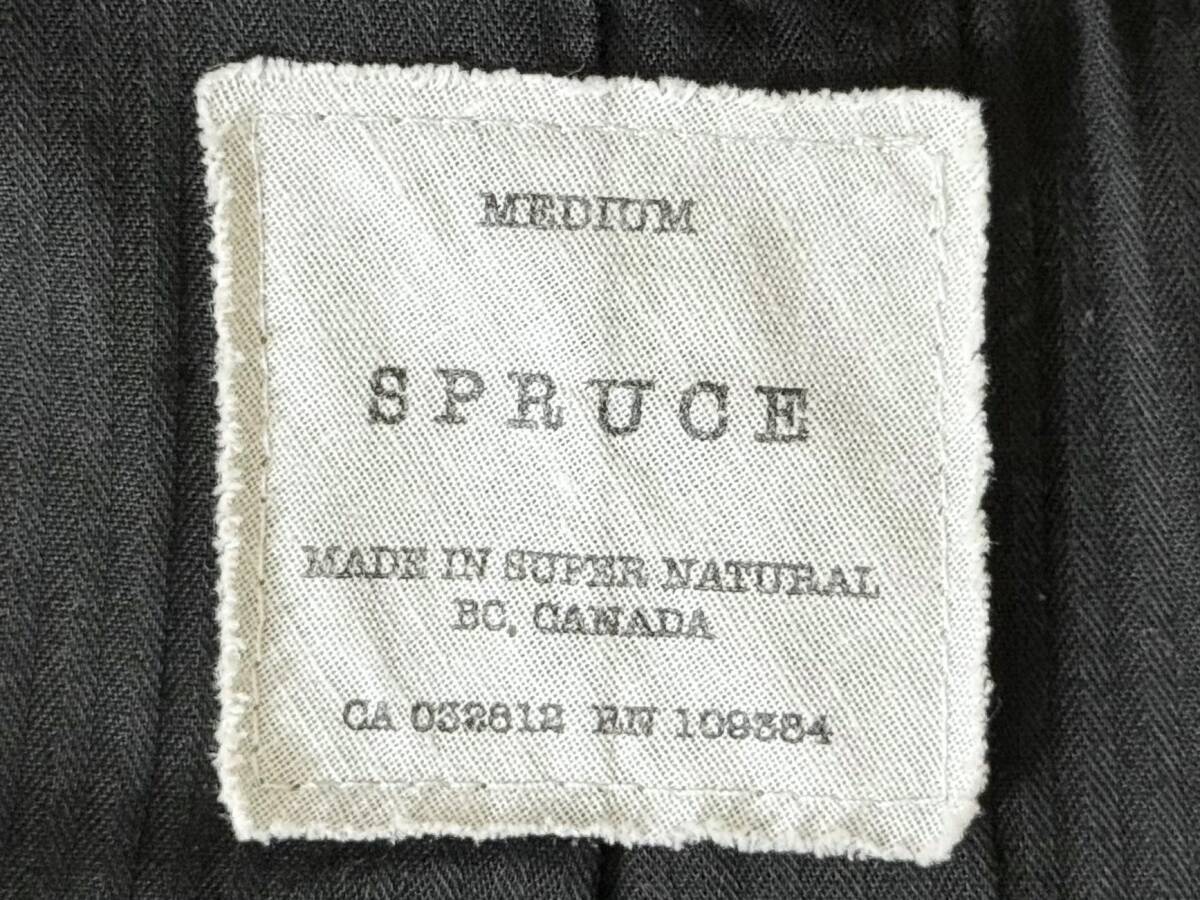 MEDIUM
SPRUCE
MADE IN SUPER NATURAL
BC, CANADA
CA 032812 RN 109384